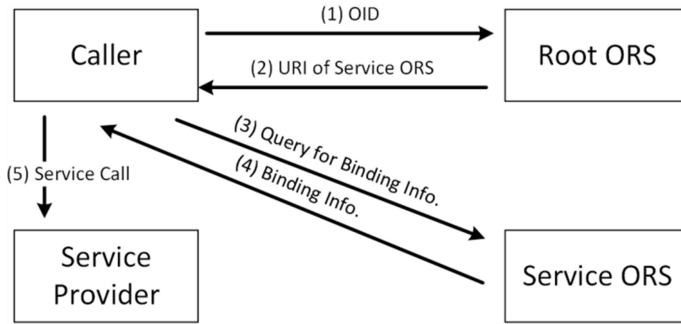 (1) OID
Caller
Root ORS
(2) URI of Service ORS
(3) Query for Binding Info.
(4) Binding Info.
(5) Service Call
Service
Provider
Service ORS